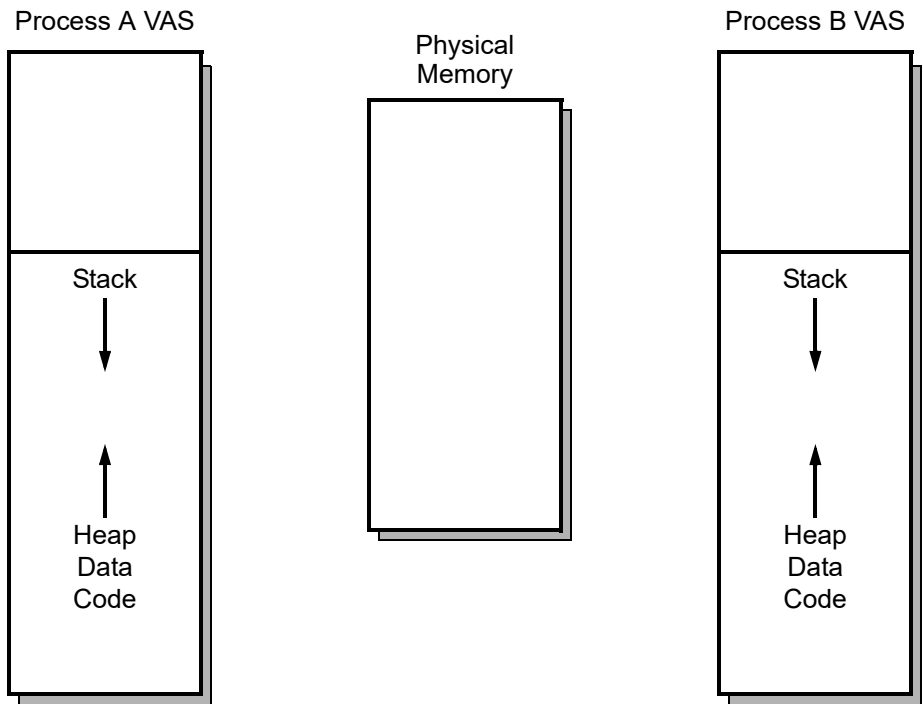 Process A VAS
Stack
Heap
Data
Code
Physical
Memory
Process B VAS
Stack
Heap
Data
Code